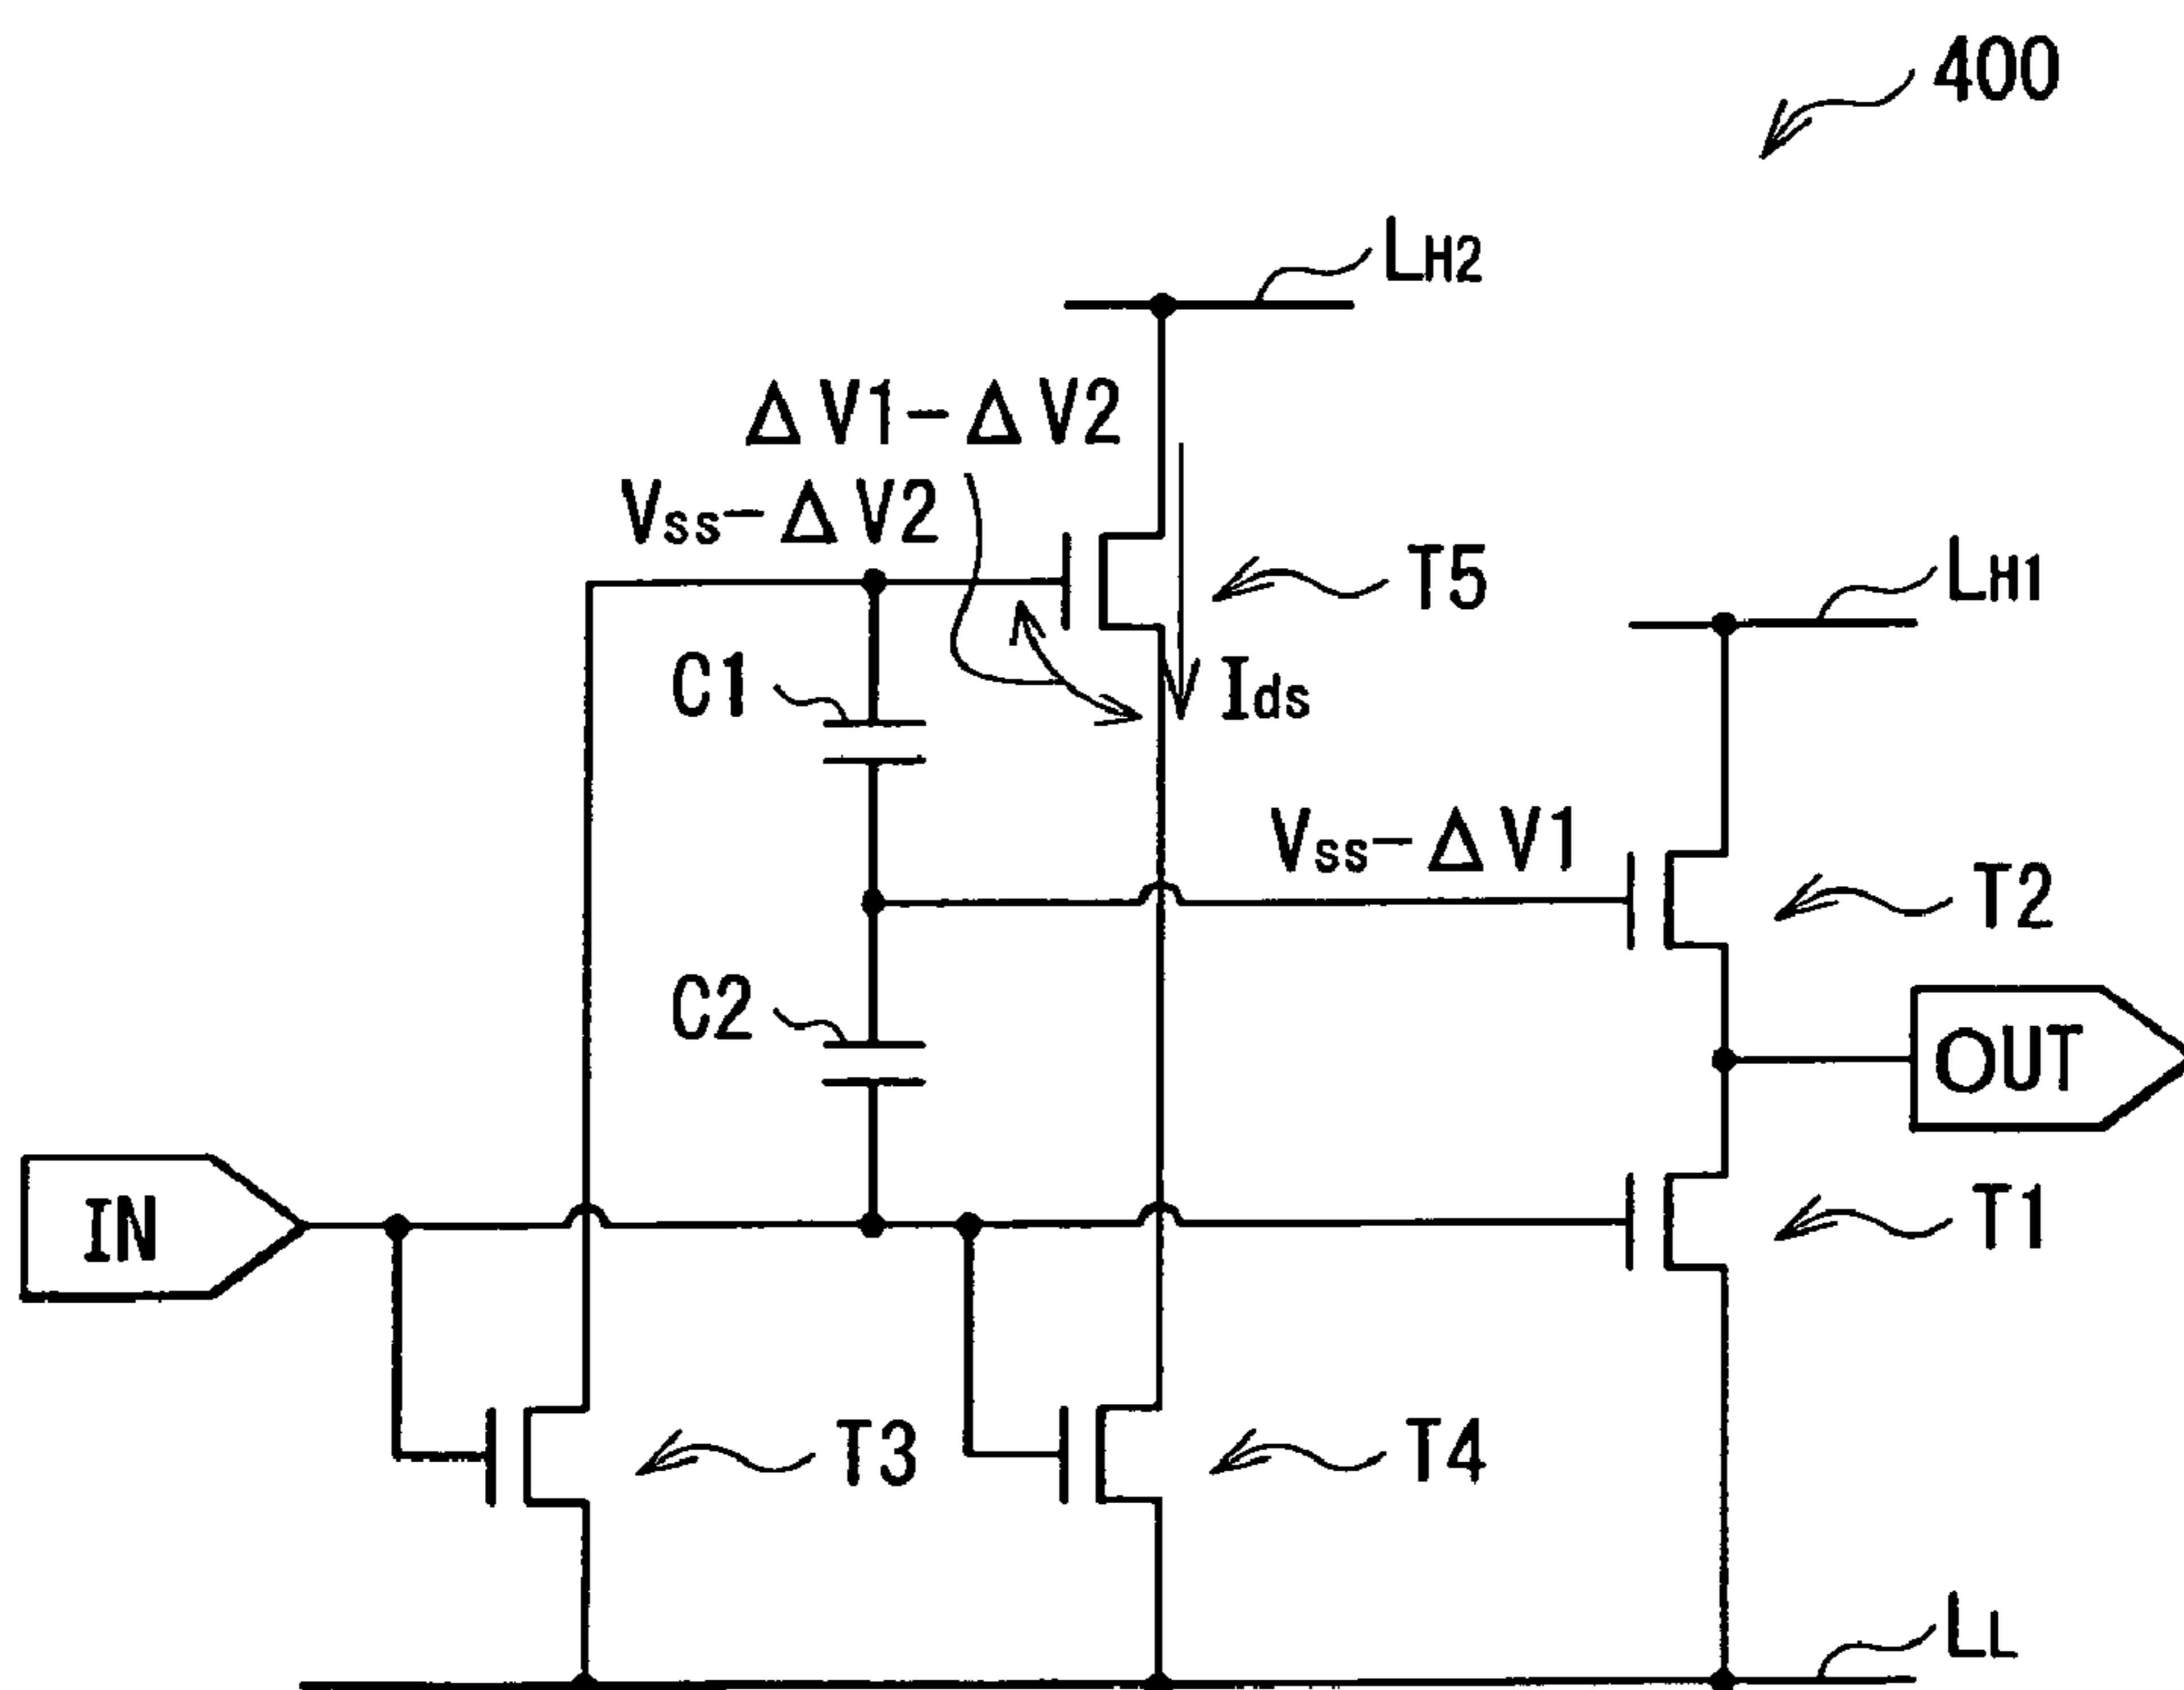 400
LH2
ΔV1-ΔV2
Vss-ΔV2
T5
LH1
C1
Ids
Vss-ΔV1
T2
C2
OUT
IN
T1
T3
T4
LL